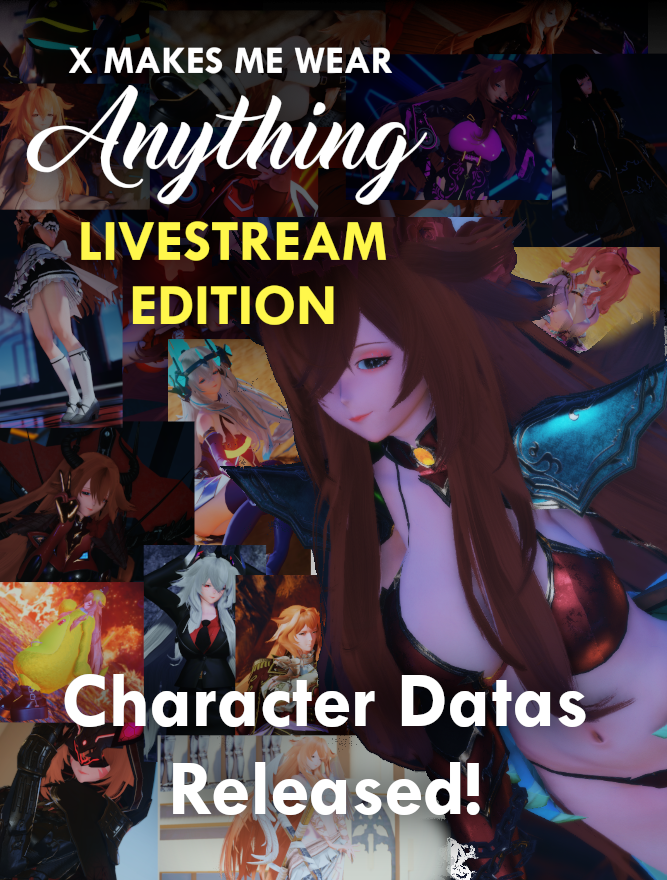 X MAKES ME WEAR
Anything
LIVESTREAM
EDITION
Character Datas
Released!